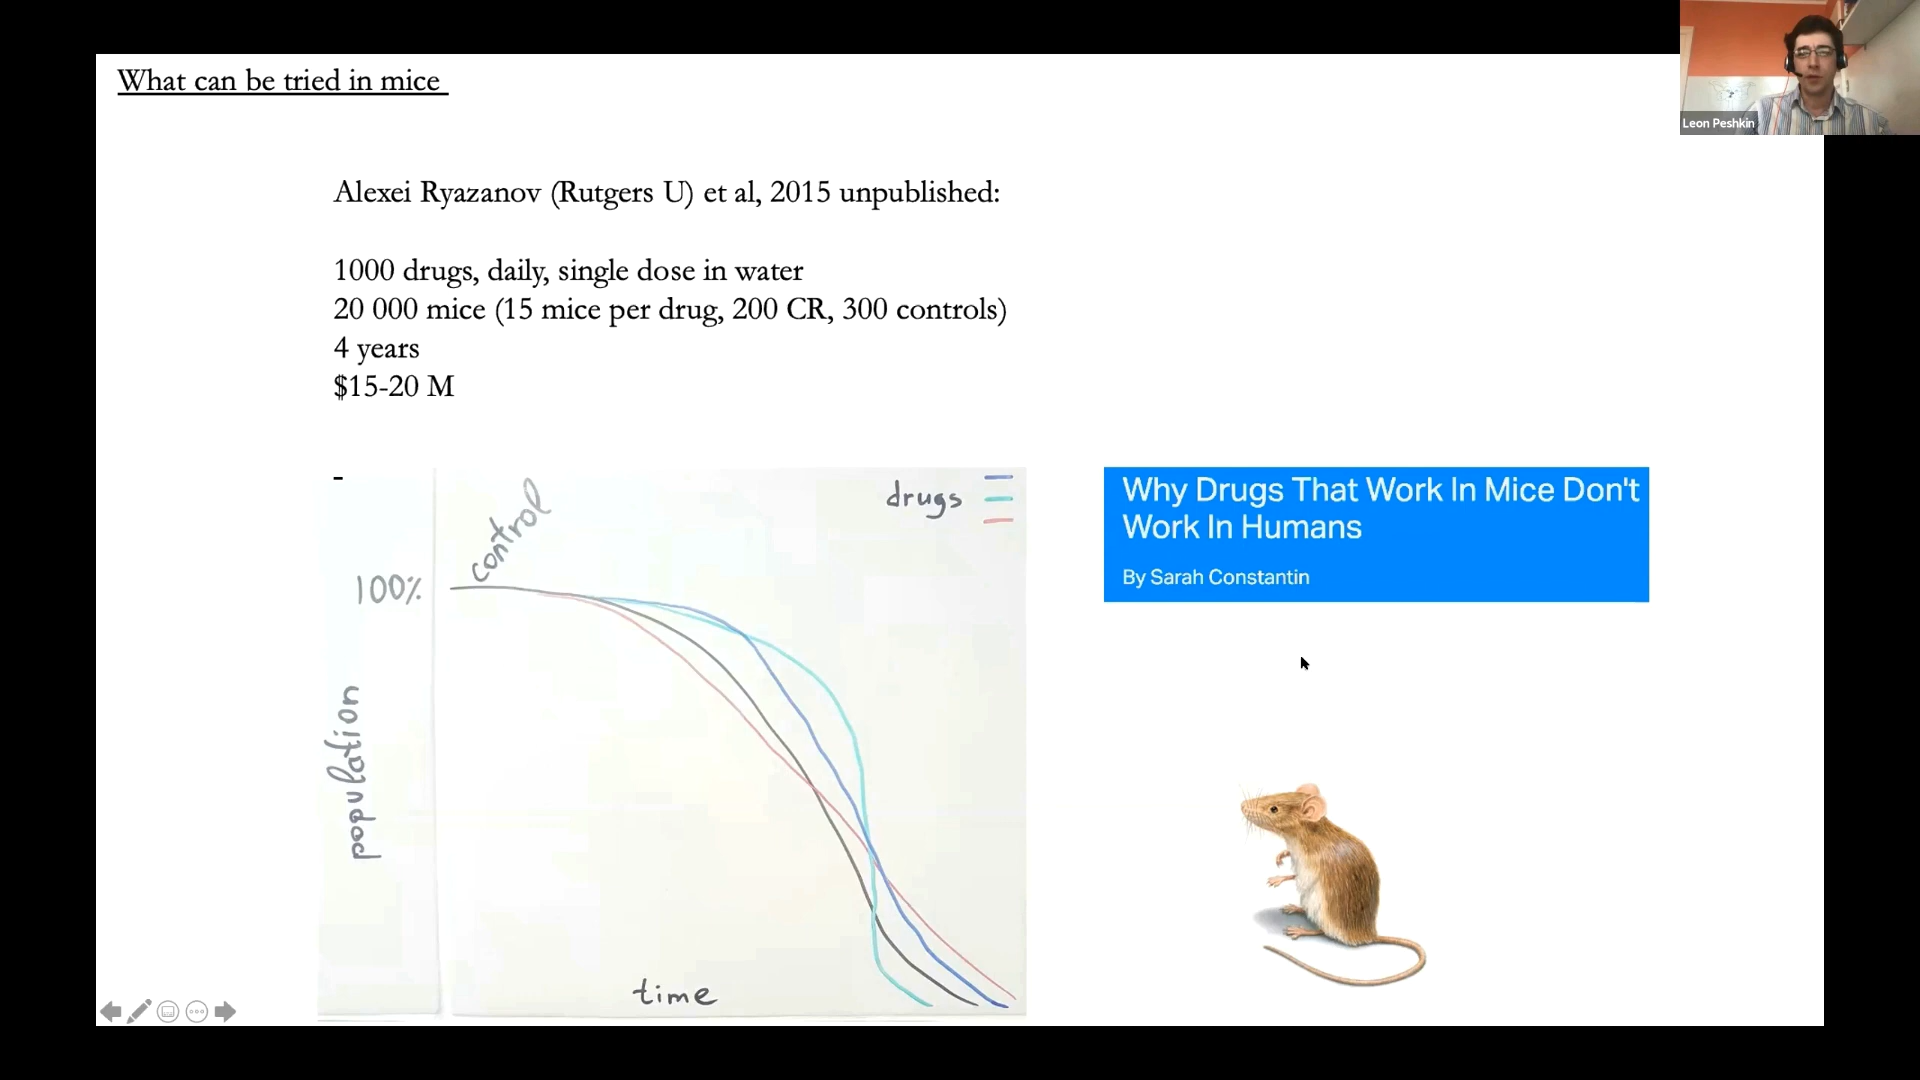 What can be tried in mice
Leon Peshkin
Alexei Ryazanov (Rutgers U) et al, 2015 unpublished:
1000 drugs, daily, single dose in water
20 000 mice (15 mice per drug, 200 CR, 300 controls)
4 years
$15-20 M
-
control
drugs
100%
population
time
Why Drugs That Work In Mice Don't
Work In Humans
By Sarah Constantin